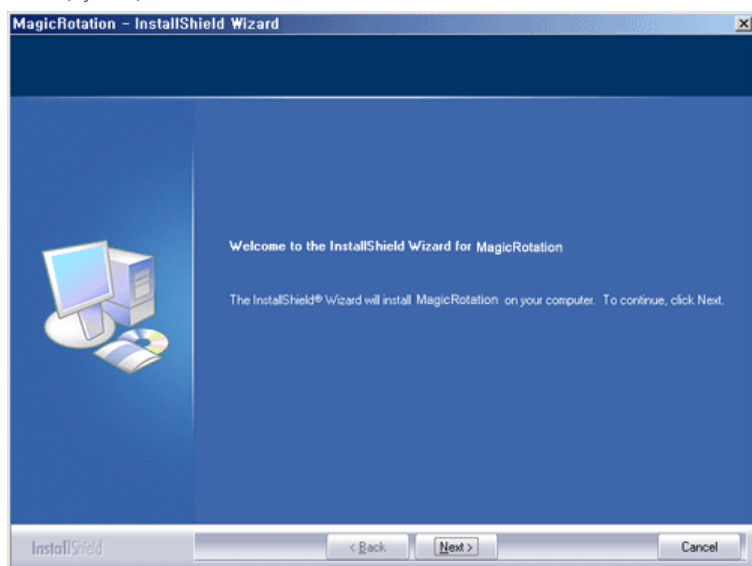 MagicRotation - InstallShield Wizard
Welcome to the InstallShield Wizard for MagicRotation
The InstallShield® Wizard will install MagicRotation on your computer. To continue, click Next.
InstallShield
< Back
Next >
Cancel